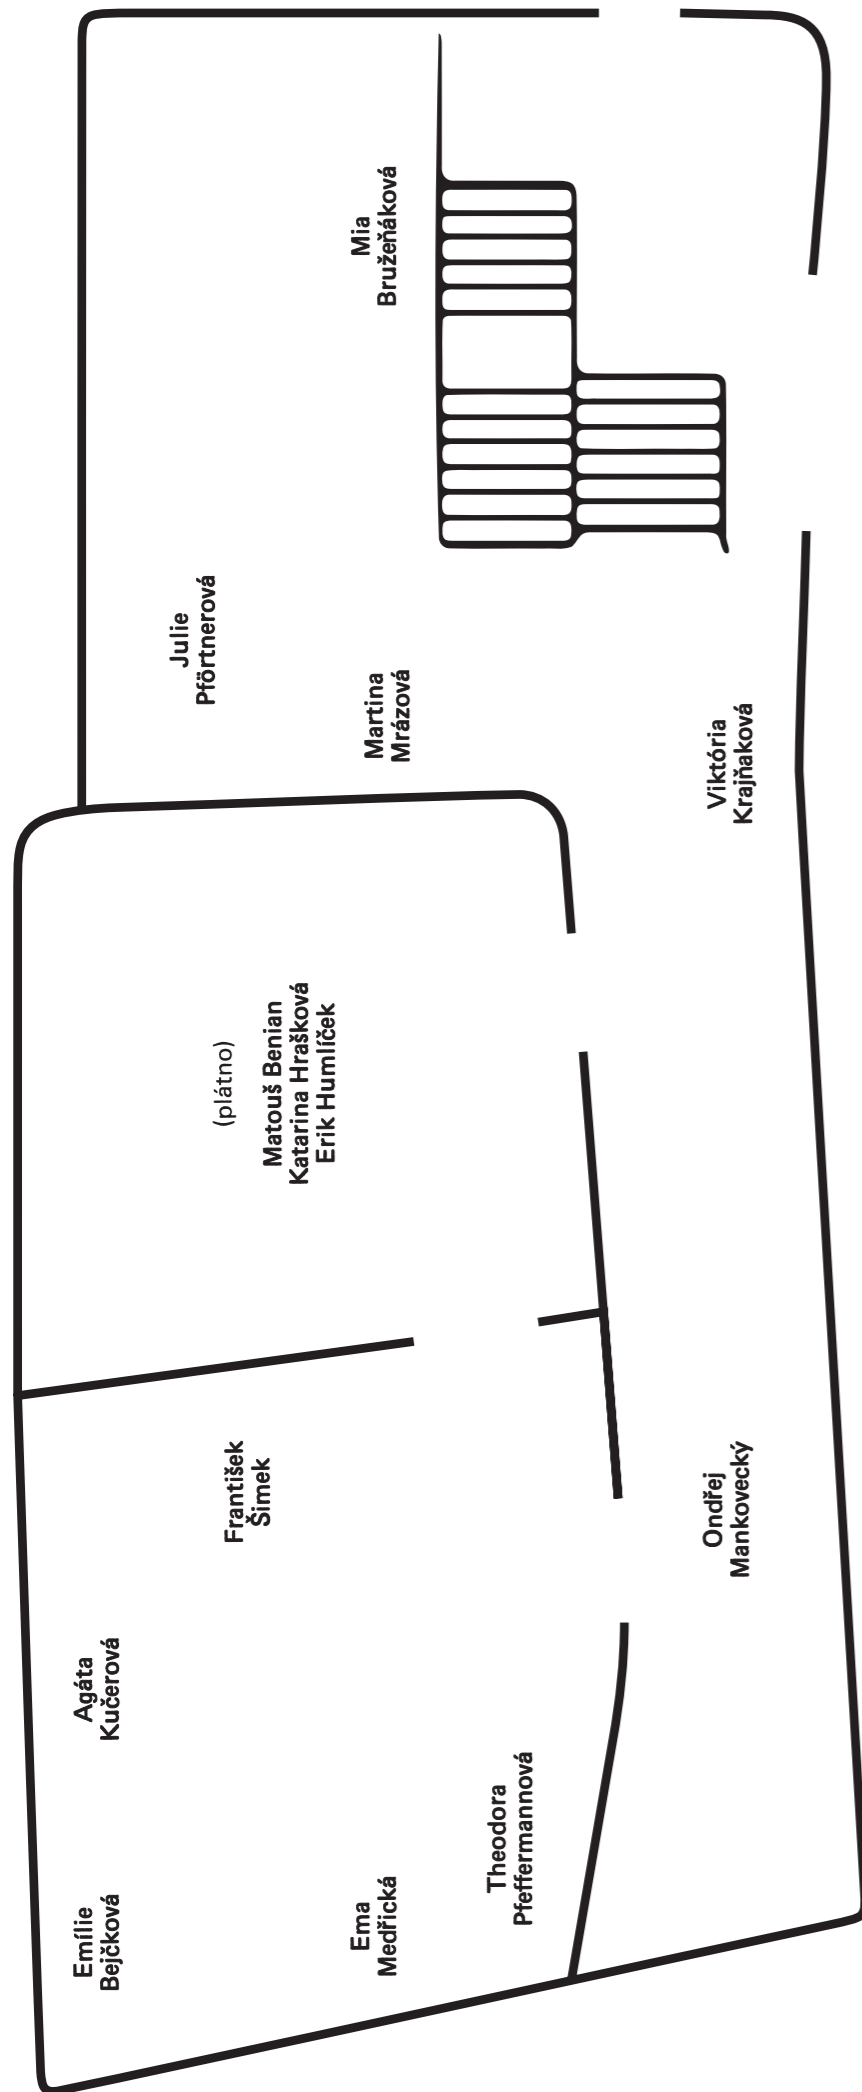 Mia
Bružeňáková
Julie
Pförtnerová
Martina
Mrázová
Viktória
Krajňaková
(plátno)
Matouš Benian
Katarina Hrašková
Erik Humlíček
František
Šimek
Ondřej
Mankovecký
Agáta
Kučerová
Theodora
Pfeffermannová
Emílie
Bejčková
Ema
Medřická